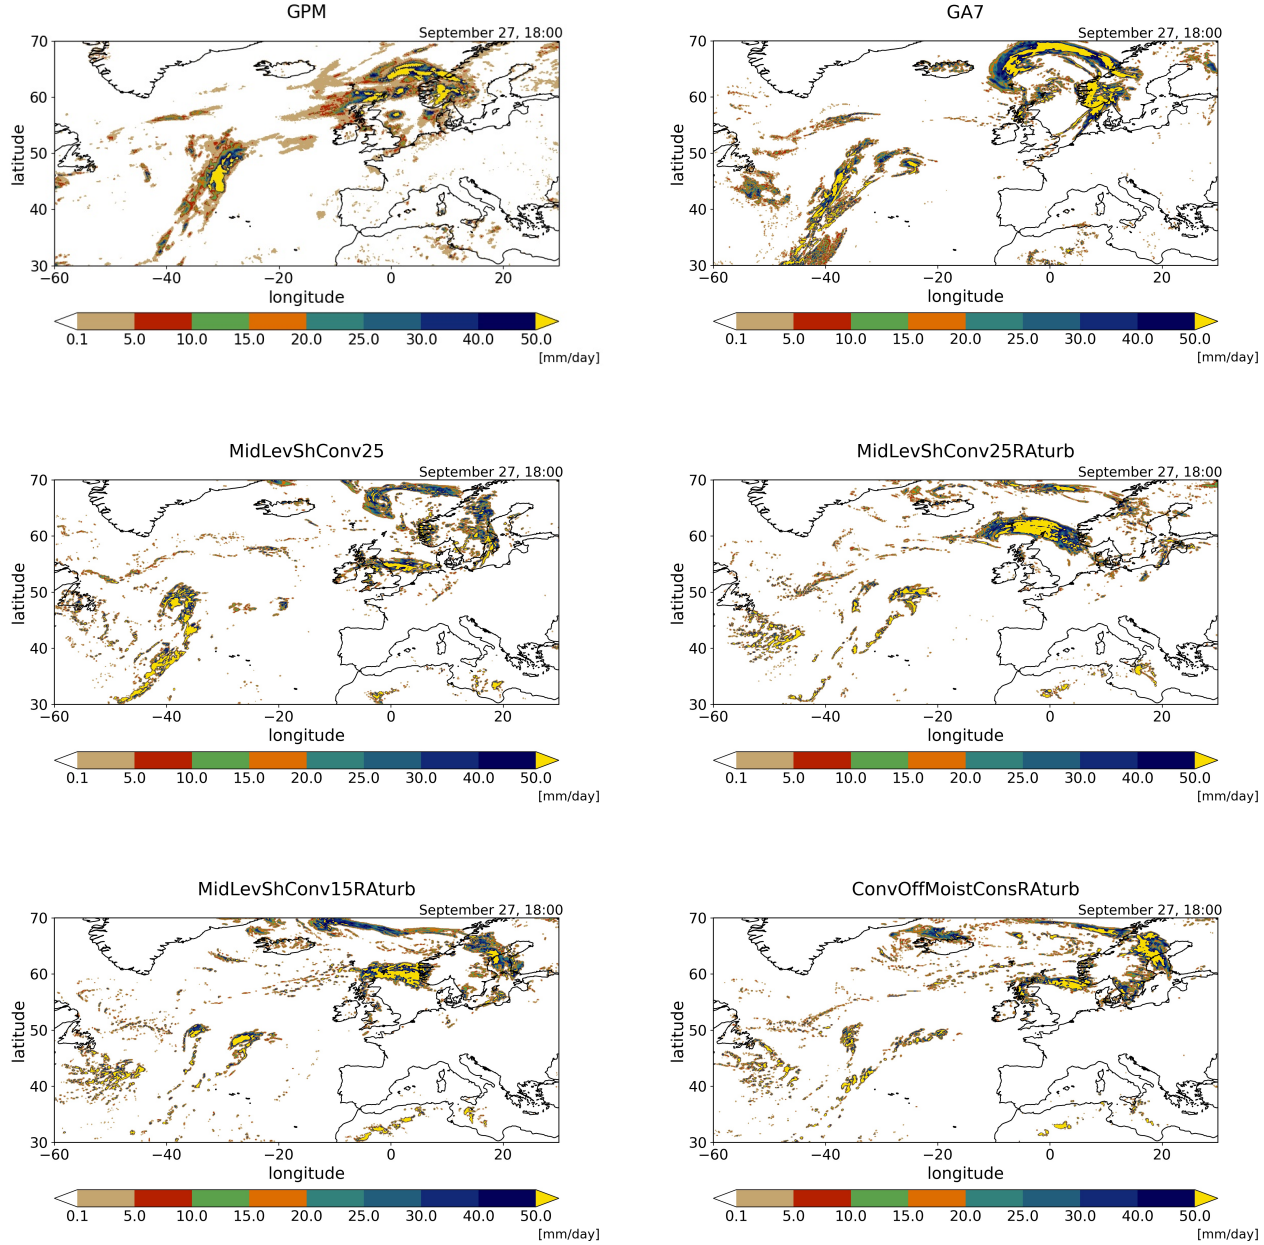 GPM
September 27, 18:00
70
60
50
40
30
latitude
−60 −40 −20 0 20
longitude
0.1 5.0 10.0 15.0 20.0 25.0 30.0 40.0 50.0
[mm/day]
GA7
September 27, 18:00
70
60
50
40
30
latitude
−60 −40 −20 0 20
longitude
0.1 5.0 10.0 15.0 20.0 25.0 30.0 40.0 50.0
[mm/day]
MidLevShConv25
September 27, 18:00
70
60
50
40
30
latitude
−60 −40 −20 0 20
longitude
0.1 5.0 10.0 15.0 20.0 25.0 30.0 40.0 50.0
[mm/day]
MidLevShConv25RAturb
September 27, 18:00
70
60
50
40
30
latitude
−60 −40 −20 0 20
longitude
0.1 5.0 10.0 15.0 20.0 25.0 30.0 40.0 50.0
[mm/day]
MidLevShConv15RAturb
September 27, 18:00
70
60
50
40
30
latitude
−60 −40 −20 0 20
longitude
0.1 5.0 10.0 15.0 20.0 25.0 30.0 40.0 50.0
[mm/day]
ConvOffMoistConsRAturb
September 27, 18:00
70
60
50
40
30
latitude
−60 −40 −20 0 20
longitude
0.1 5.0 10.0 15.0 20.0 25.0 30.0 40.0 50.0
[mm/day]